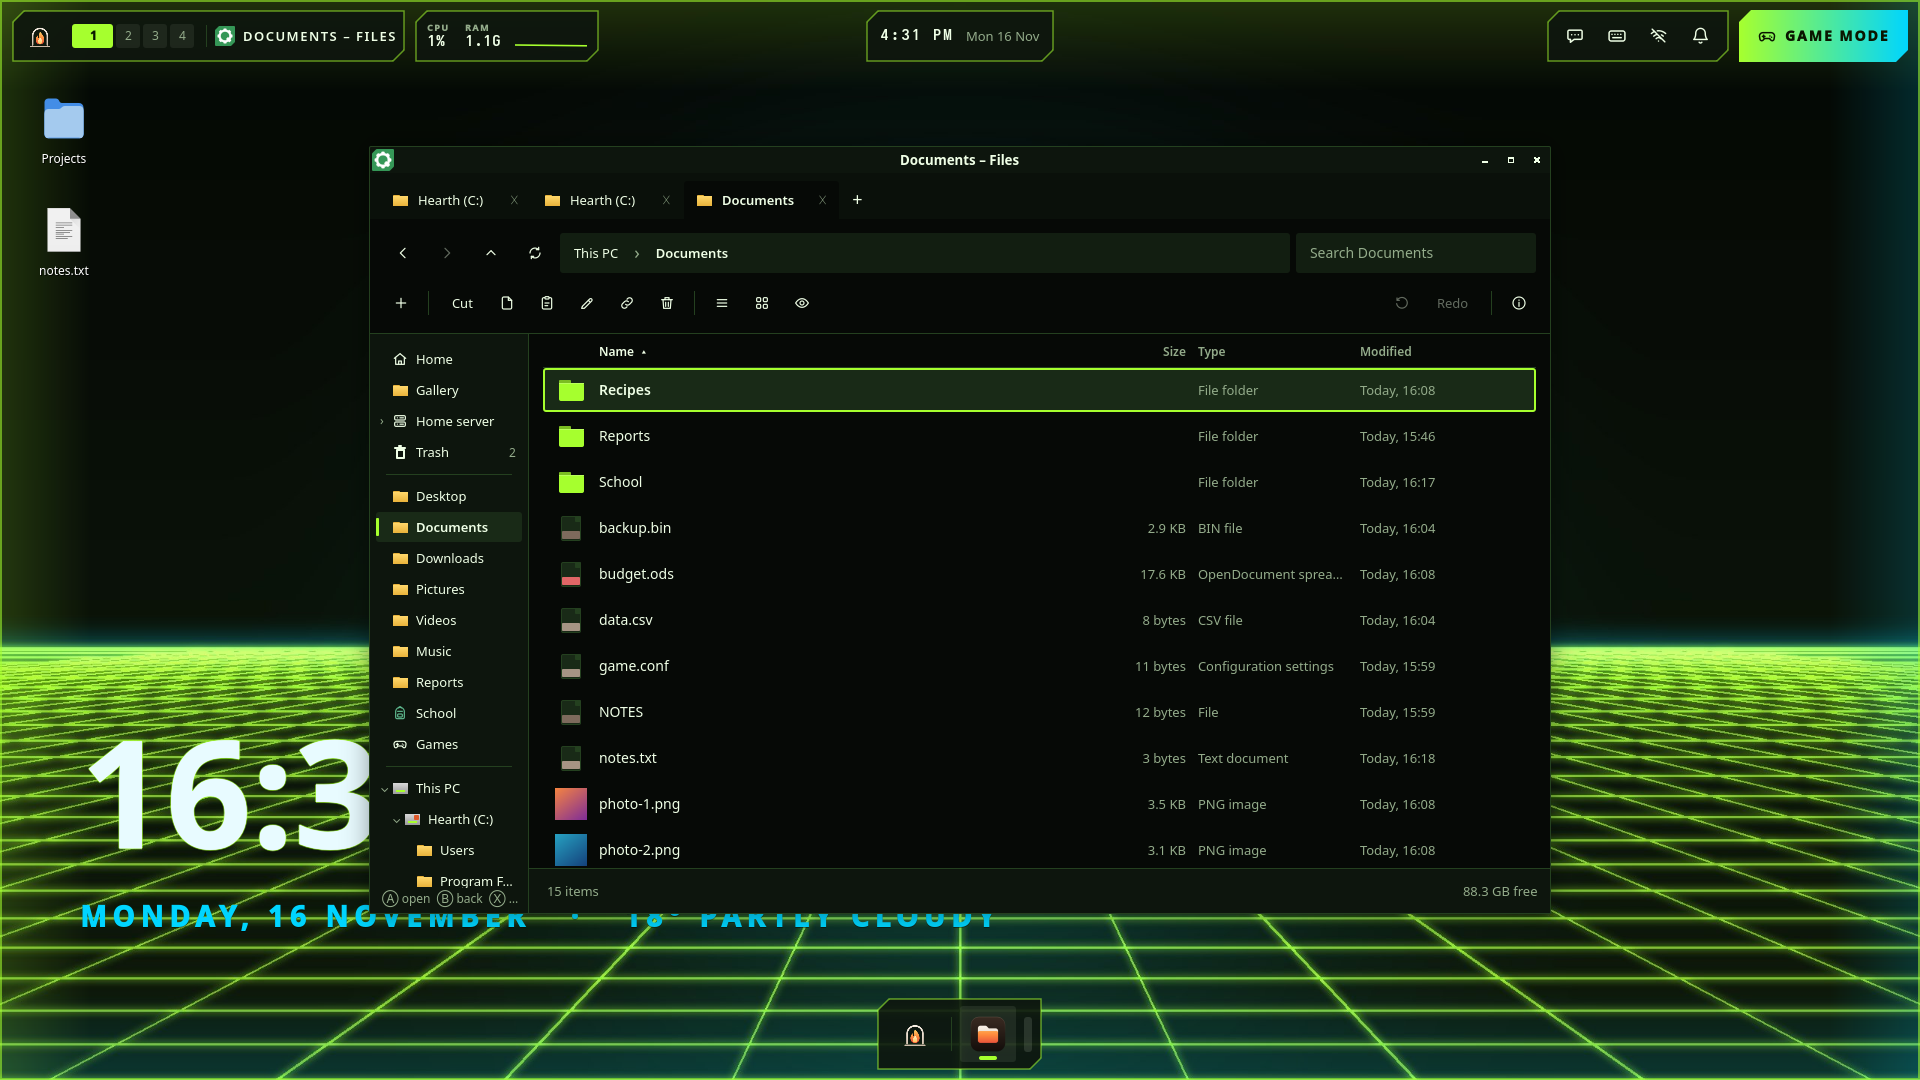 1 2 3 4 DOCUMENTS – FILES
CPU 1% RAM 1.1G
4:31 PM Mon 16 Nov
GAME MODE
Projects
notes.txt
Documents – Files
Hearth (C:) X Hearth (C:) X Documents X +
This PC › Documents
Search Documents
Cut
Redo
Home
Gallery
Home server
Trash 2
Desktop
Documents
Downloads
Pictures
Videos
Music
Reports
School
Games
This PC
Hearth (C:)
Users
Program F...
A open B back X ...
Name Size Type Modified
Recipes File folder Today, 16:08
Reports File folder Today, 15:46
School File folder Today, 16:17
backup.bin 2.9 KB BIN file Today, 16:04
budget.ods 17.6 KB OpenDocument sprea... Today, 16:08
data.csv 8 bytes CSV file Today, 16:04
game.conf 11 bytes Configuration settings Today, 15:59
NOTES 12 bytes File Today, 15:59
notes.txt 3 bytes Text document Today, 16:18
photo-1.png 3.5 KB PNG image Today, 16:08
photo-2.png 3.1 KB PNG image Today, 16:08
15 items 88.3 GB free
16:3
MONDAY, 16 NOVEMBER · 18° PARTLY CLOUDY